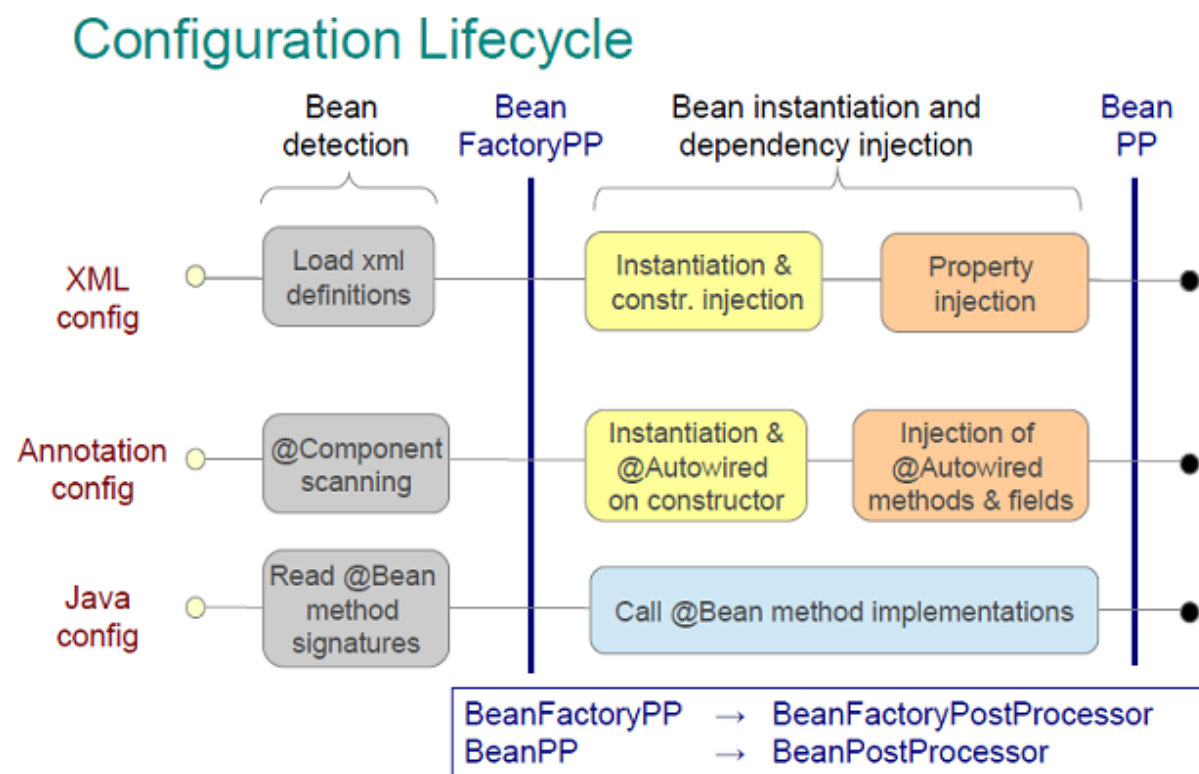 Configuration Lifecycle
Bean
detection
Bean
FactoryPP
Bean instantiation and
dependency injection
Bean
PP
XML
config
Load xml
definitions
Instantiation &
constr. injection
Property
injection
Annotation
config
@Component
scanning
Instantiation &
@Autowired
on constructor
Injection of
@Autowired
methods & fields
Java
config
Read @Bean
method
signatures
Call @Bean method implementations
BeanFactoryPP → BeanFactoryPostProcessor
BeanPP → BeanPostProcessor